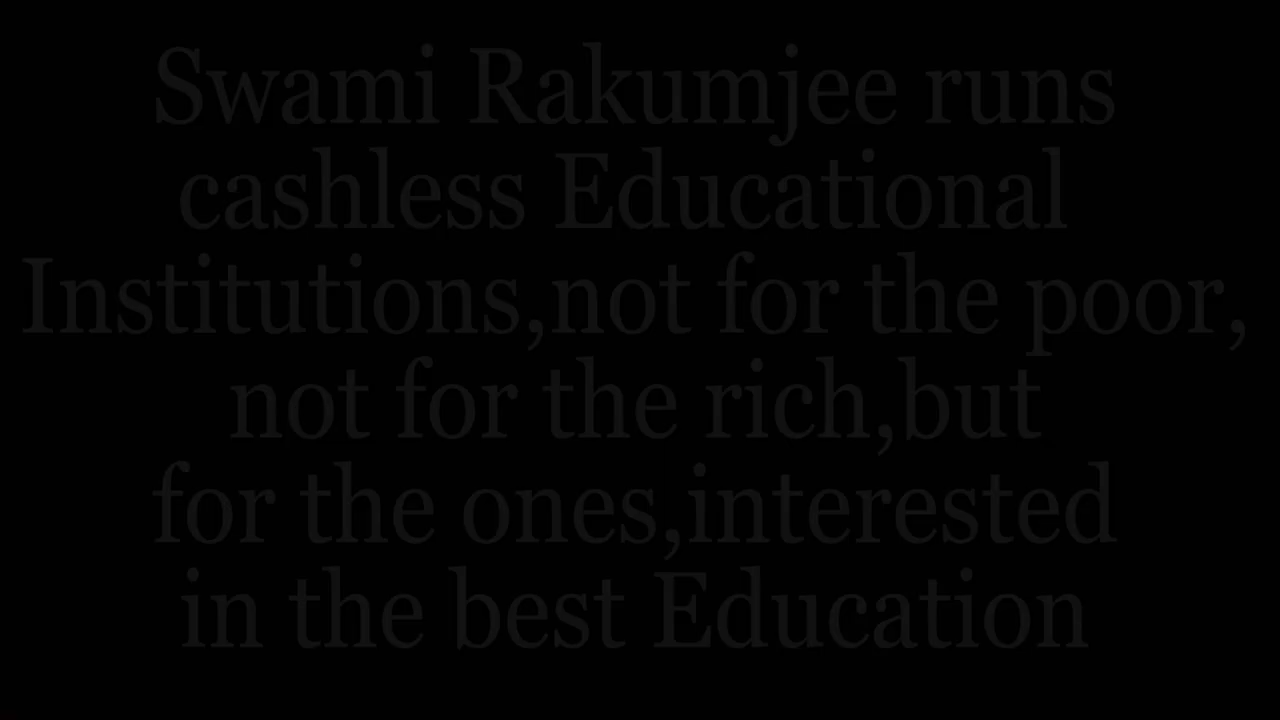 Swami Rakumjee runs
cashless Educational
Institutions,not for the poor,
not for the rich,but
for the ones,interested
in the best Education